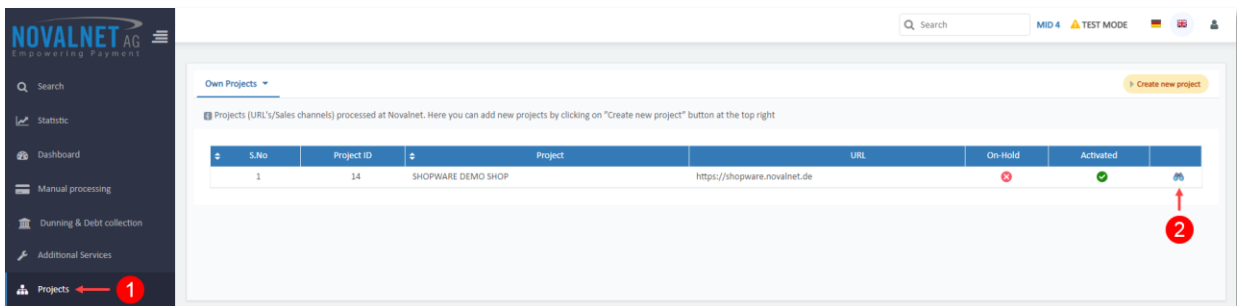 NOVALNET AG
Empowering Payment
Search
MID 4 TEST MODE
Search
Statistic
Dashboard
Manual processing
Dunning & Debt collection
Additional Services
Projects
1
Own Projects
Create new project
Projects (URL's/Sales channels) processed at Novalnet. Here you can add new projects by clicking on "Create new project" button at the top right
S.No Project ID Project URL On-Hold Activated
1 14 SHOPWARE DEMO SHOP https://shopware.novalnet.de
2